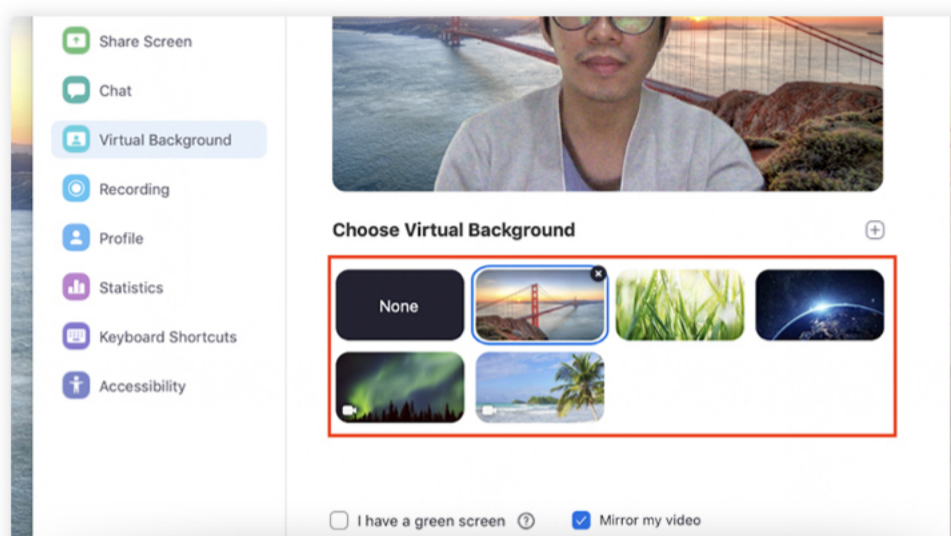 Share Screen
Chat
Virtual Background
Recording
Profile
Statistics
Keyboard Shortcuts
Accessibility
Choose Virtual Background
None
I have a green screen ?
Mirror my video